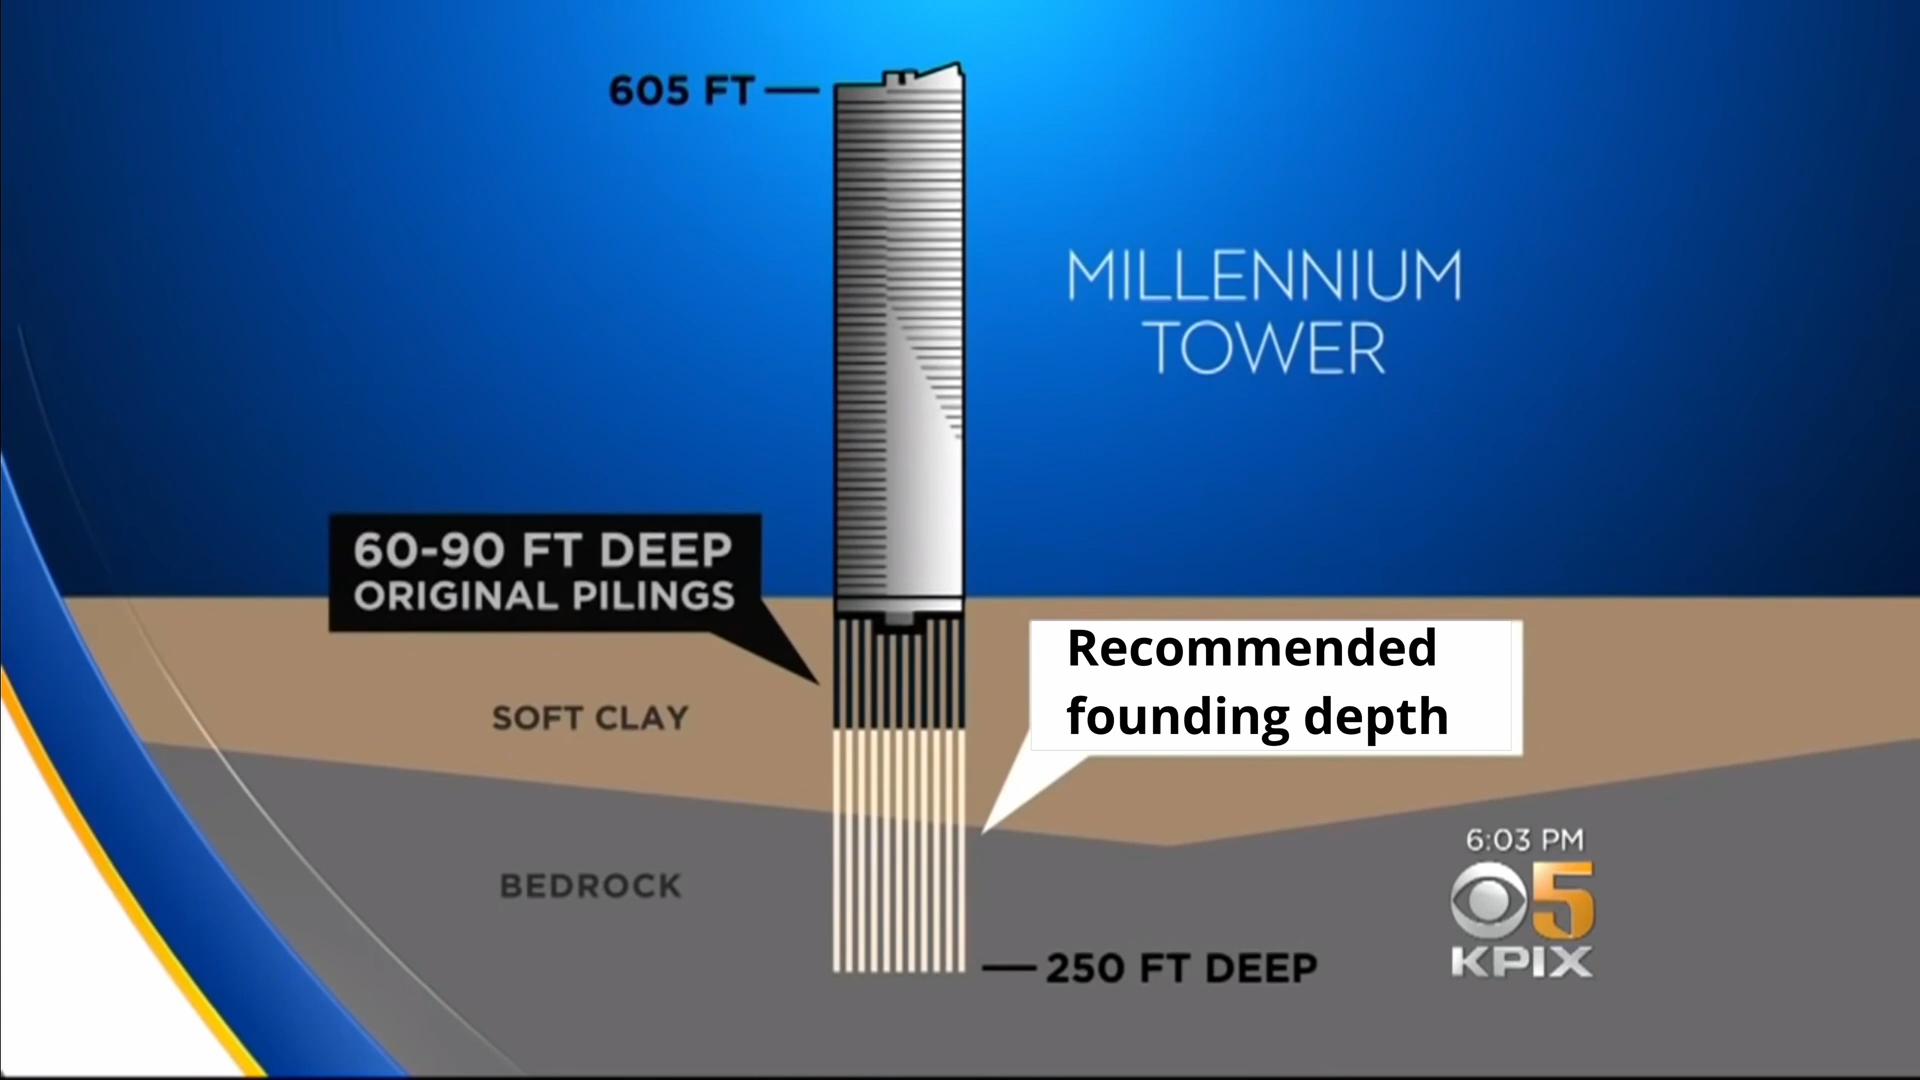 605 FT
MILLENNIUM
TOWER
60-90 FT DEEP
ORIGINAL PILINGS
Recommended
founding depth
SOFT CLAY
BEDROCK
250 FT DEEP
6:03 PM
5
KPIX